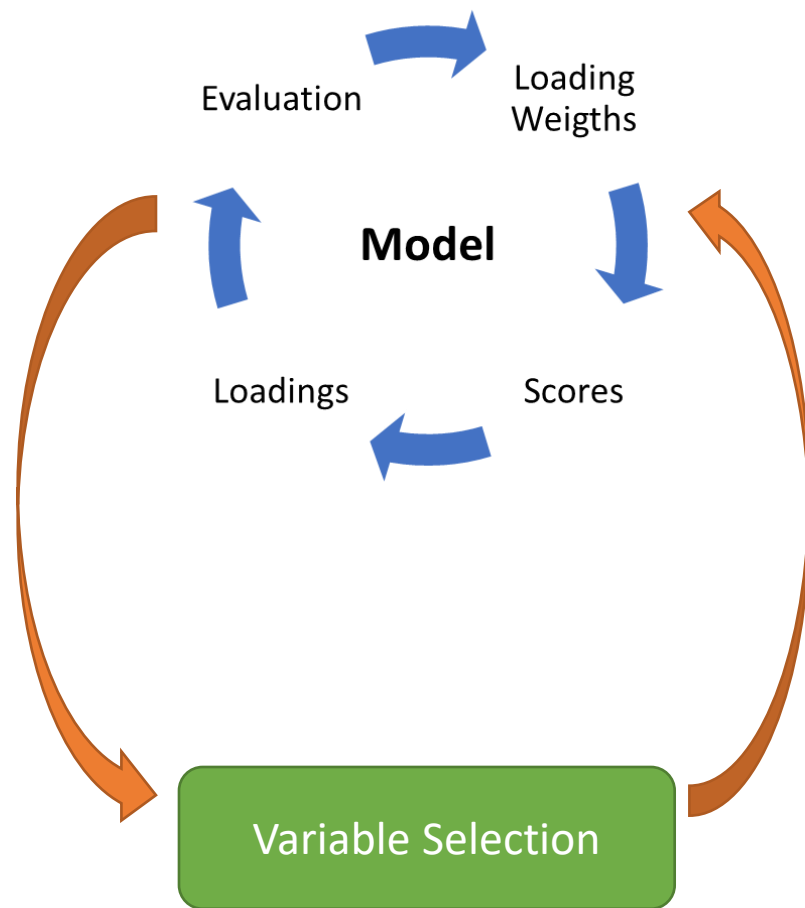 Evaluation
Loading
Weigths
Model
Loadings
Scores
Variable Selection